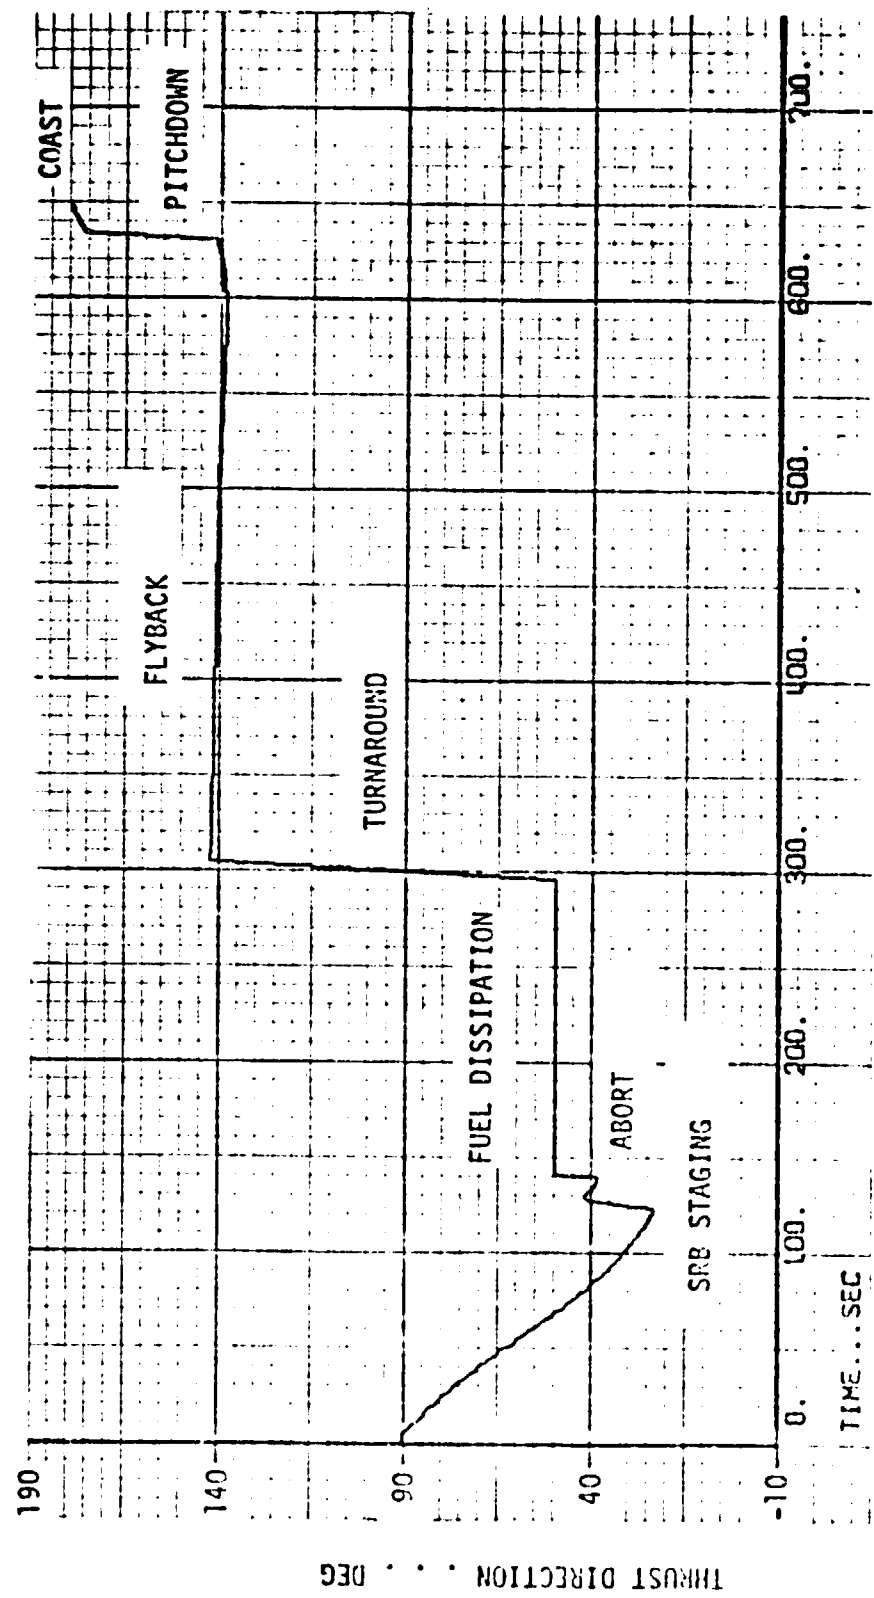 THRUST DIRECTION . . . DEG
190
140
90
40
-10
COAST
PITCHDOWN
FLYBACK
TURNAROUND
FUEL DISSIPATION
ABORT
SRB STAGING
0.
100.
200.
300.
400.
500.
600.
700.
TIME...SEC